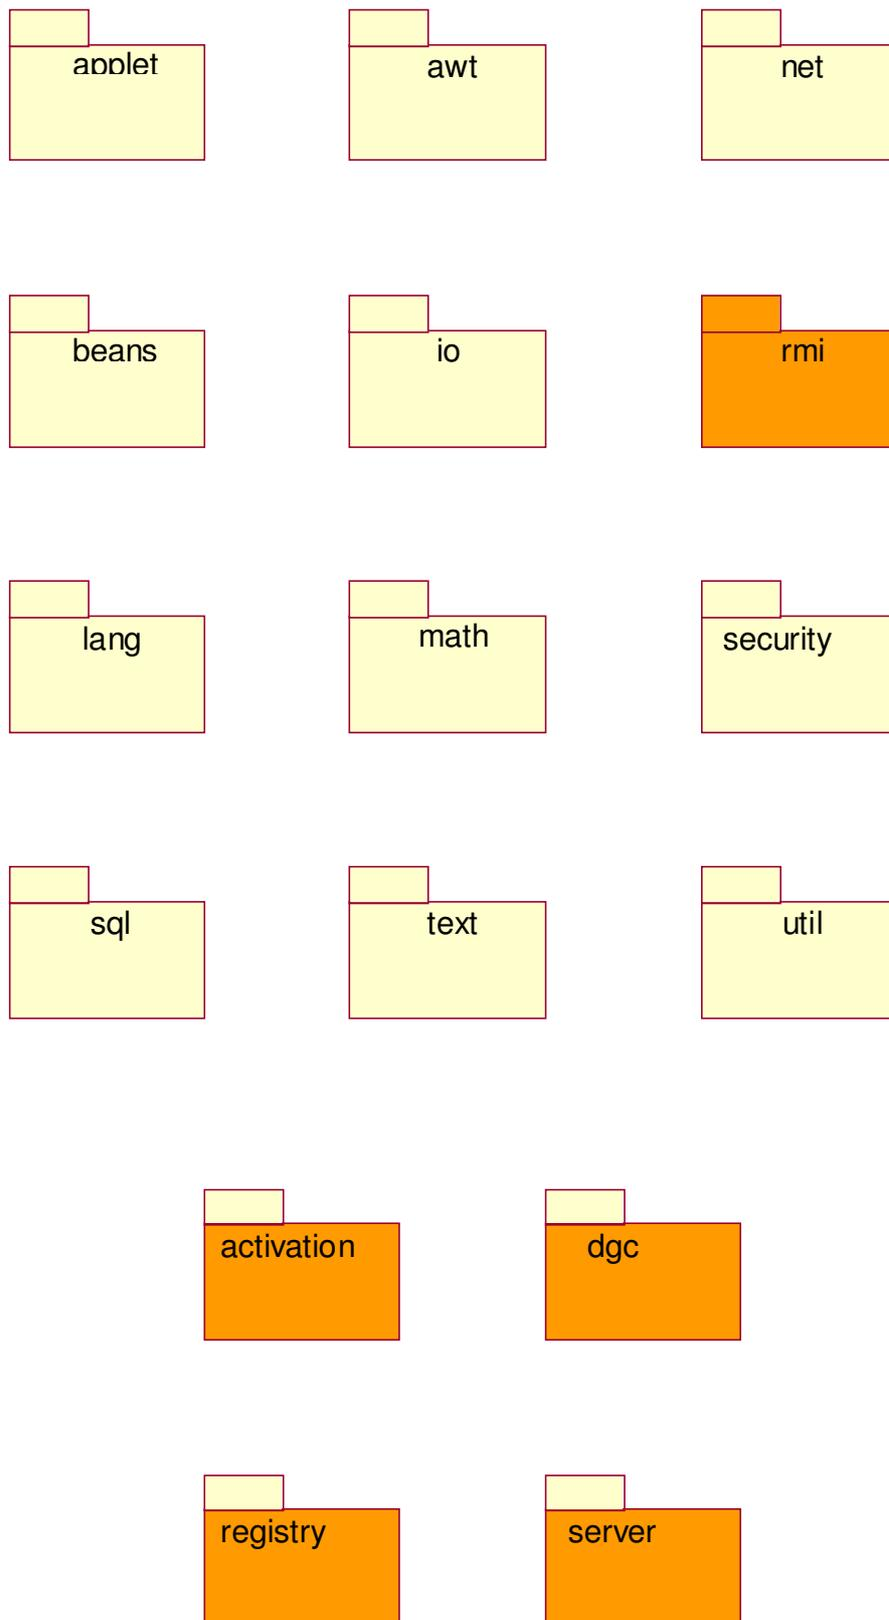 applet
awt
net
beans
io
rmi
lang
math
security
sql
text
util
activation
dgc
registry
server